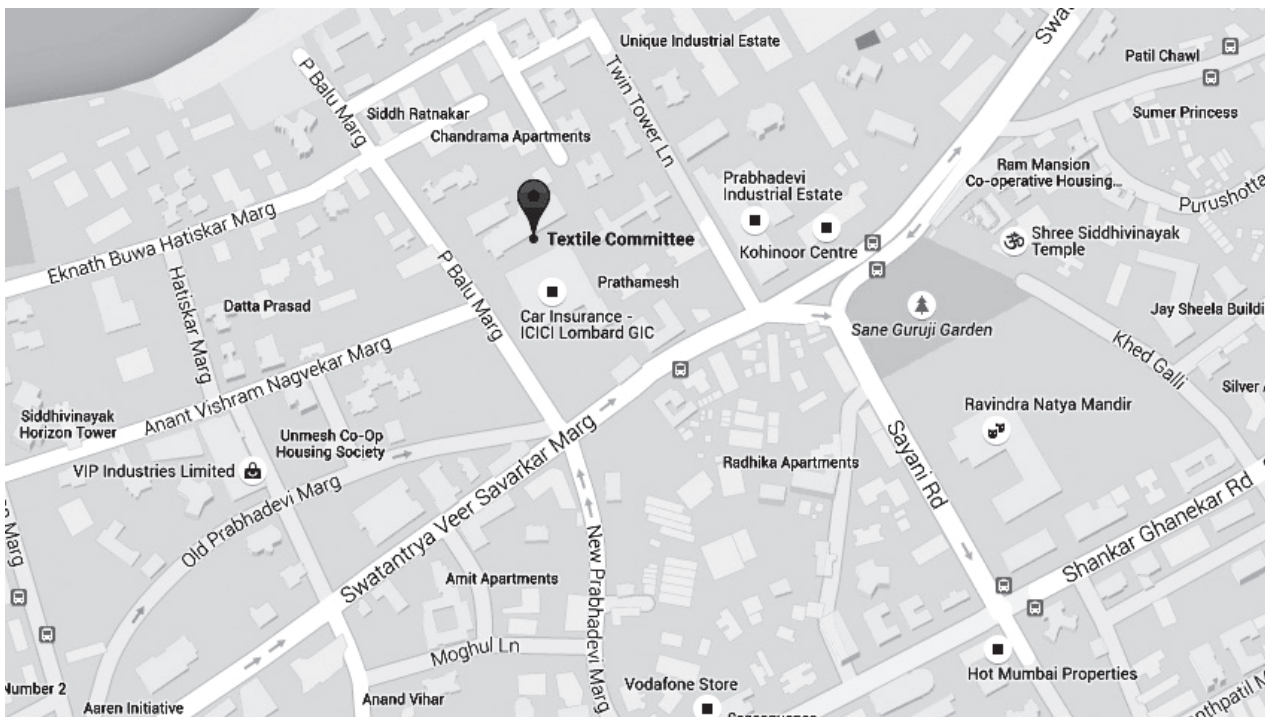 Swa
Unique Industrial Estate
Patil Chawl
P Balu Marg
Twin Tower Ln
Siddh Ratnakar
Sumer Princess
Chandrama Apartments
Ram Mansion
Co-operative Housing...
Prabhadevi
Industrial Estate
Purushotta
Textile Committee
Kohinoor Centre
Shree Siddhivinayak
Temple
Eknath Buwa Hatiskar Marg
P Balu Marg
Prathamesh
Hatiskar Marg
Datta Prasad
Car Insurance -
ICICI Lombard GIC
Sane Guruji Garden
Jay Sheela Buildi
Khed Galli
Anant Vishram Nagvekar Marg
Siddhivinayak
Horizon Tower
Silver
Ravindra Natya Mandir
Unmesh Co-Op
Housing Society
VIP Industries Limited
Radhika Apartments
Sayani Rd
Swatantrya Veer Savarkar Marg
Old Prabhadevi Marg
Shankar Ghanekar Rd
Marg
New Prabhadevi Marg
Amit Apartments
Moghul Ln
Hot Mumbai Properties
Number 2
Anand Vihar
Vodafone Store
Aaren Initiative
nthpatil M